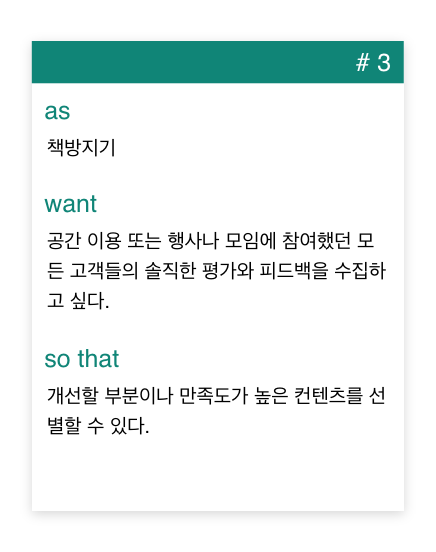 # 3
as
책방지기
want
공간 이용 또는 행사나 모임에 참여했던 모
든 고객들의 솔직한 평가와 피드백을 수집하
고 싶다.
so that
개선할 부분이나 만족도가 높은 컨텐츠를 선
별할 수 있다.